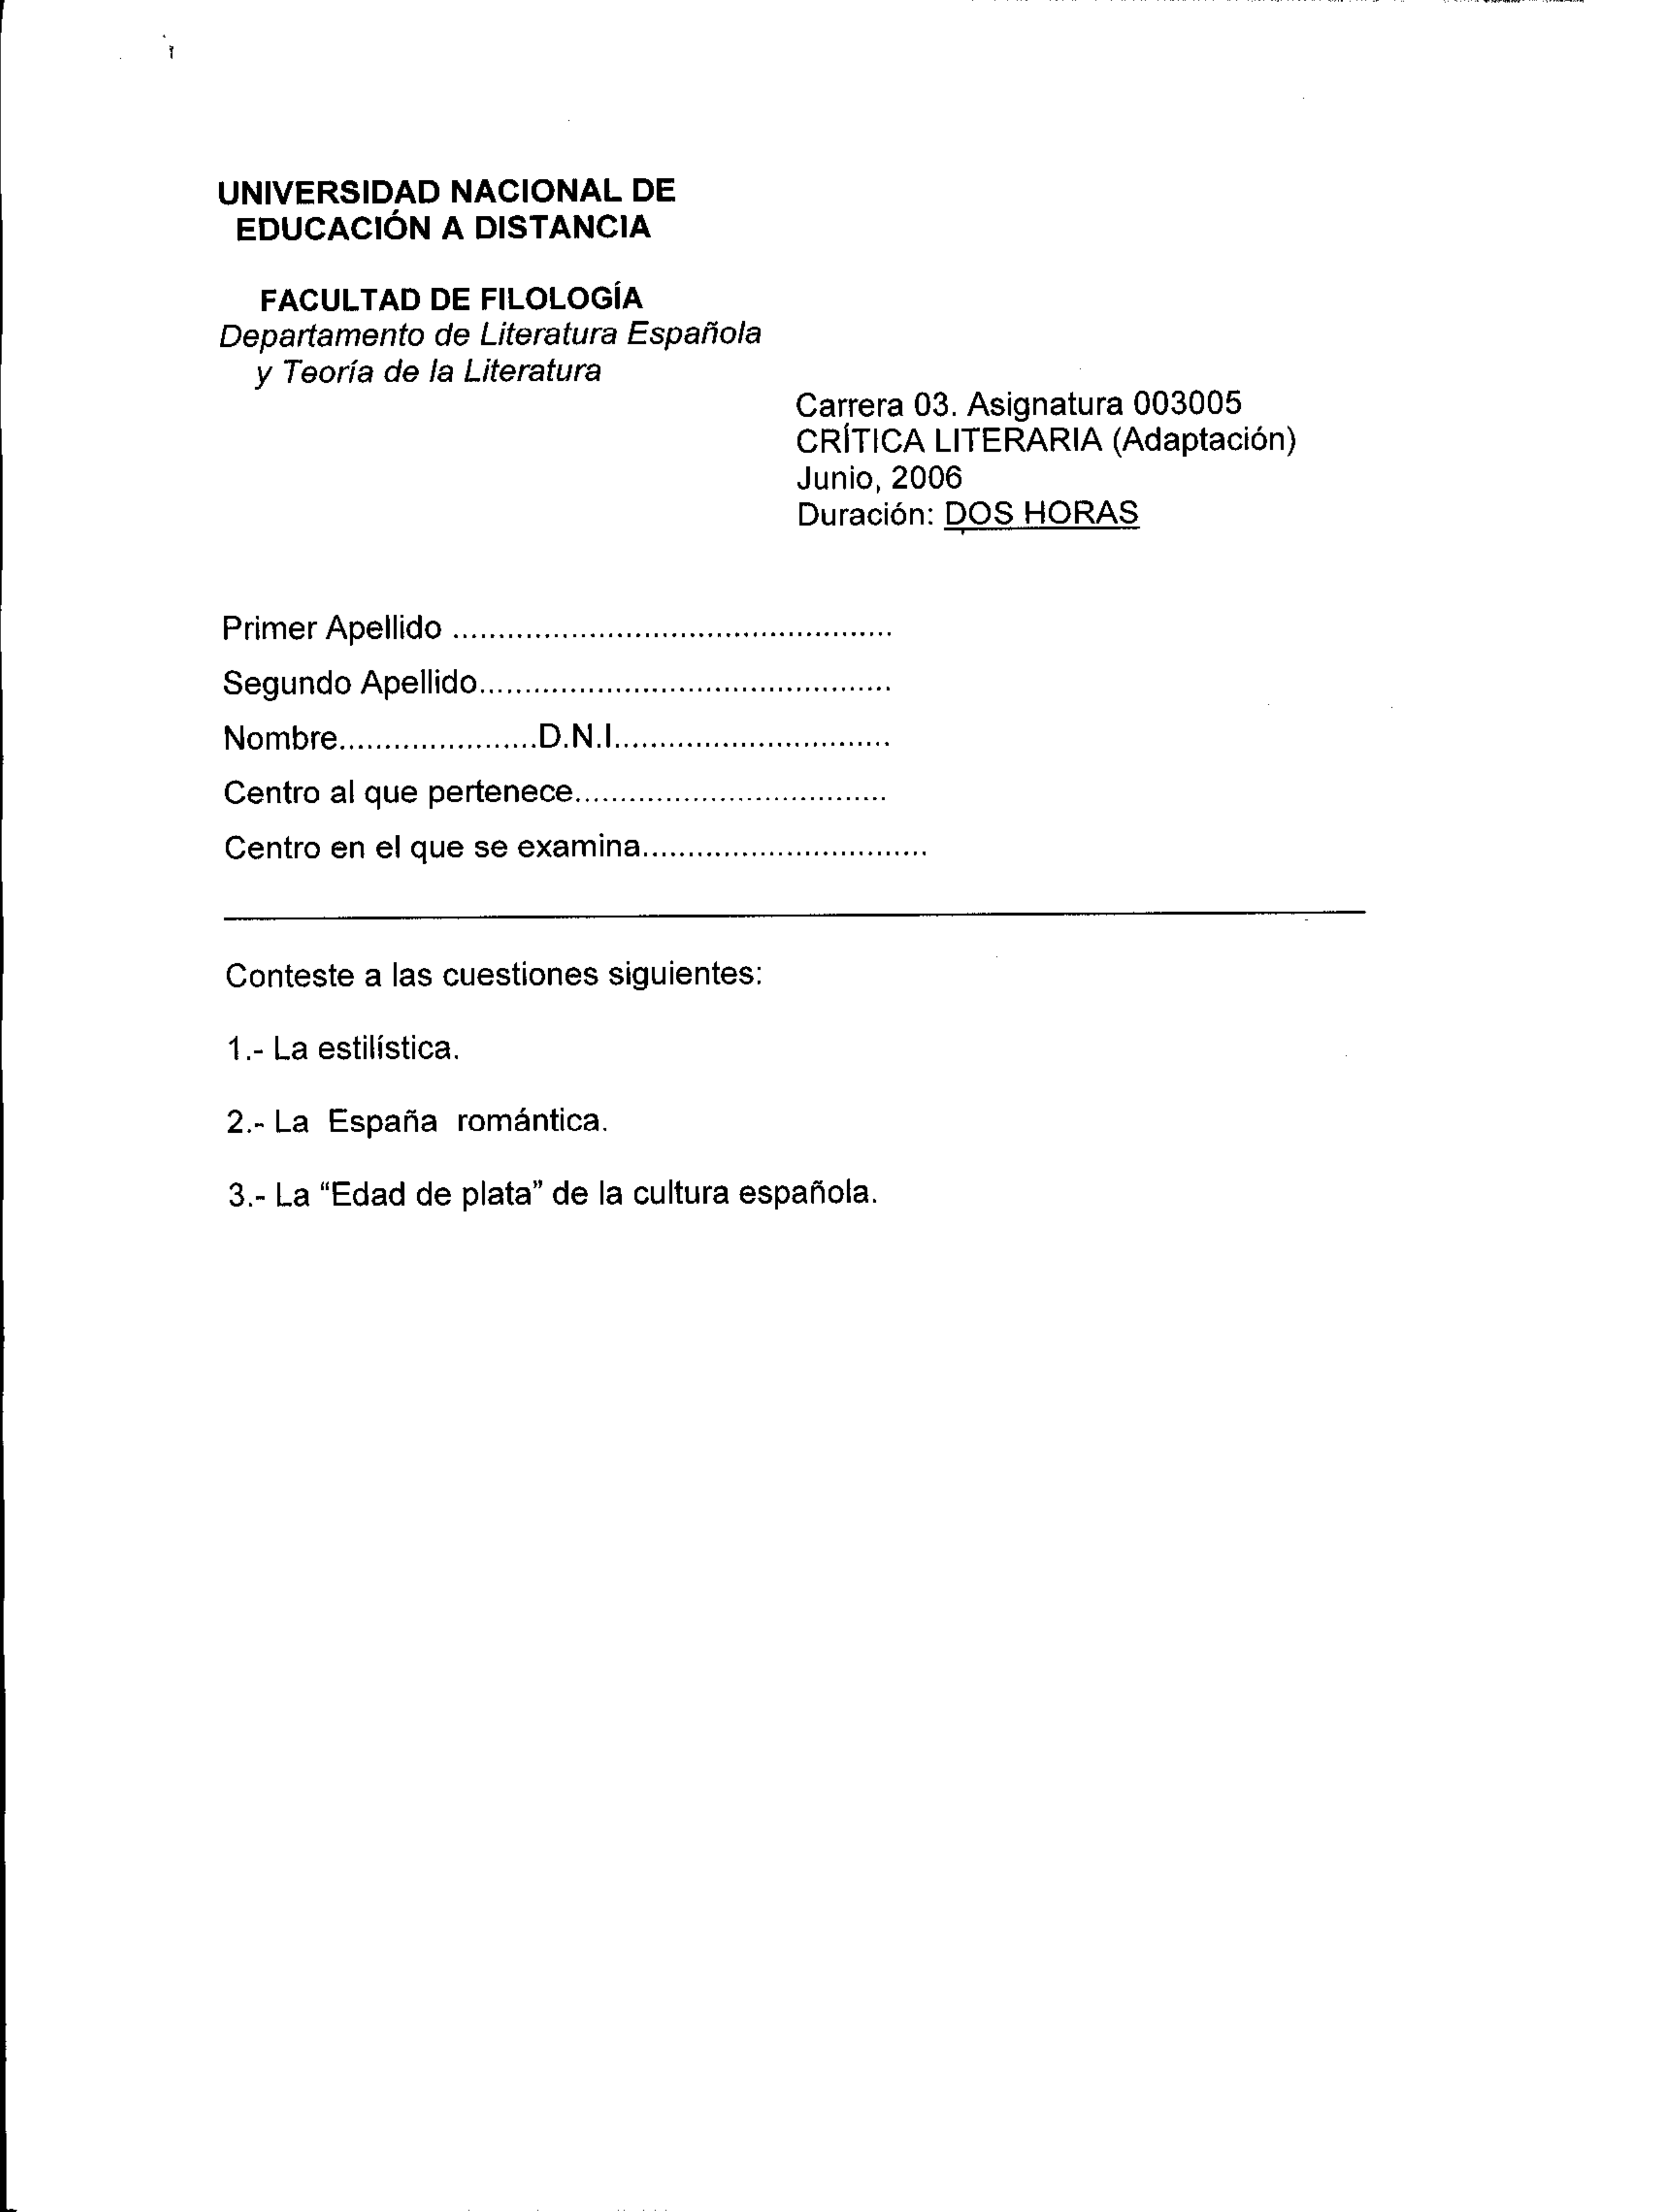 UNIVERSIDAD NACIONAL DE
EDUCACIÓN A DISTANCIA
FACULTAD DE FILOLOGÍA
Departamento de Literatura Española
y Teoría de la Literatura
Carrera 03. Asignatura 003005
CRÍTICA LITERARIA (Adaptación)
Junio, 2006
Duración: DOS HORAS
Primer Apellido ................................................
Segundo Apellido.............................................
Nombre......................D.N.I..............................
Centro al que pertenece..................................
Centro en el que se examina...............................
Conteste a las cuestiones siguientes:
1.- La estilística.
2.- La España romántica.
3.- La “Edad de plata” de la cultura española.